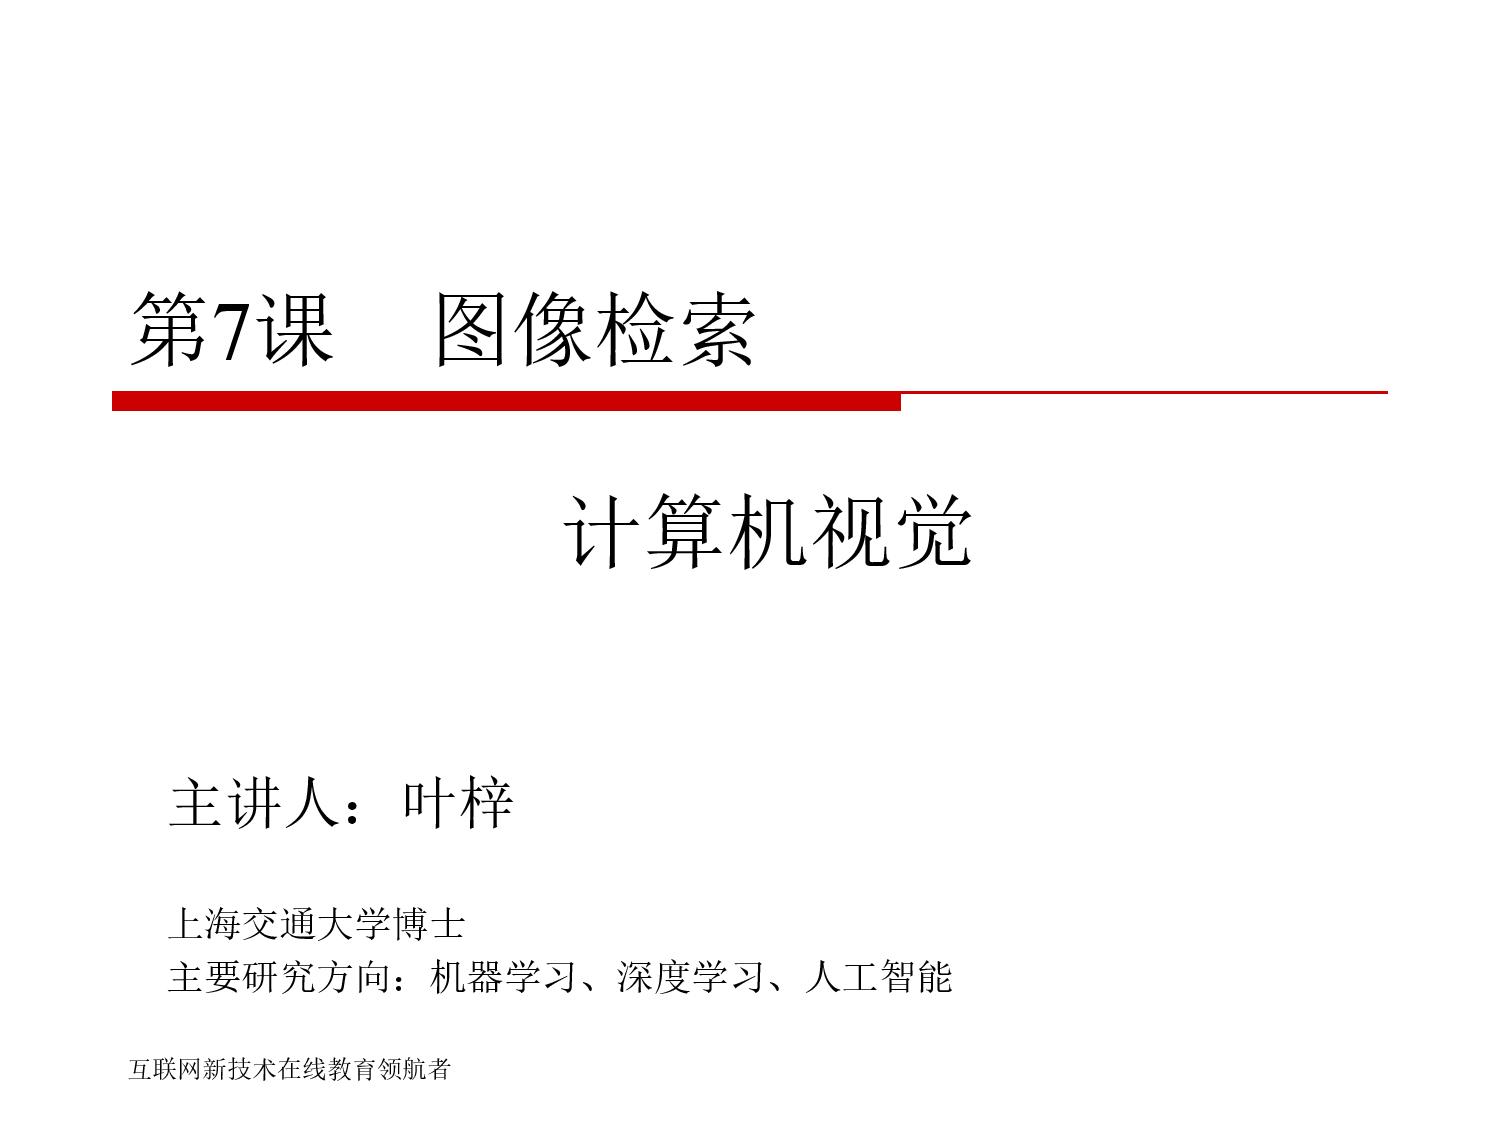 第7课 图像检索
计算机视觉
主讲人：叶梓
上海交通大学博士
主要研究方向：机器学习、深度学习、人工智能
互联网新技术在线教育领航者